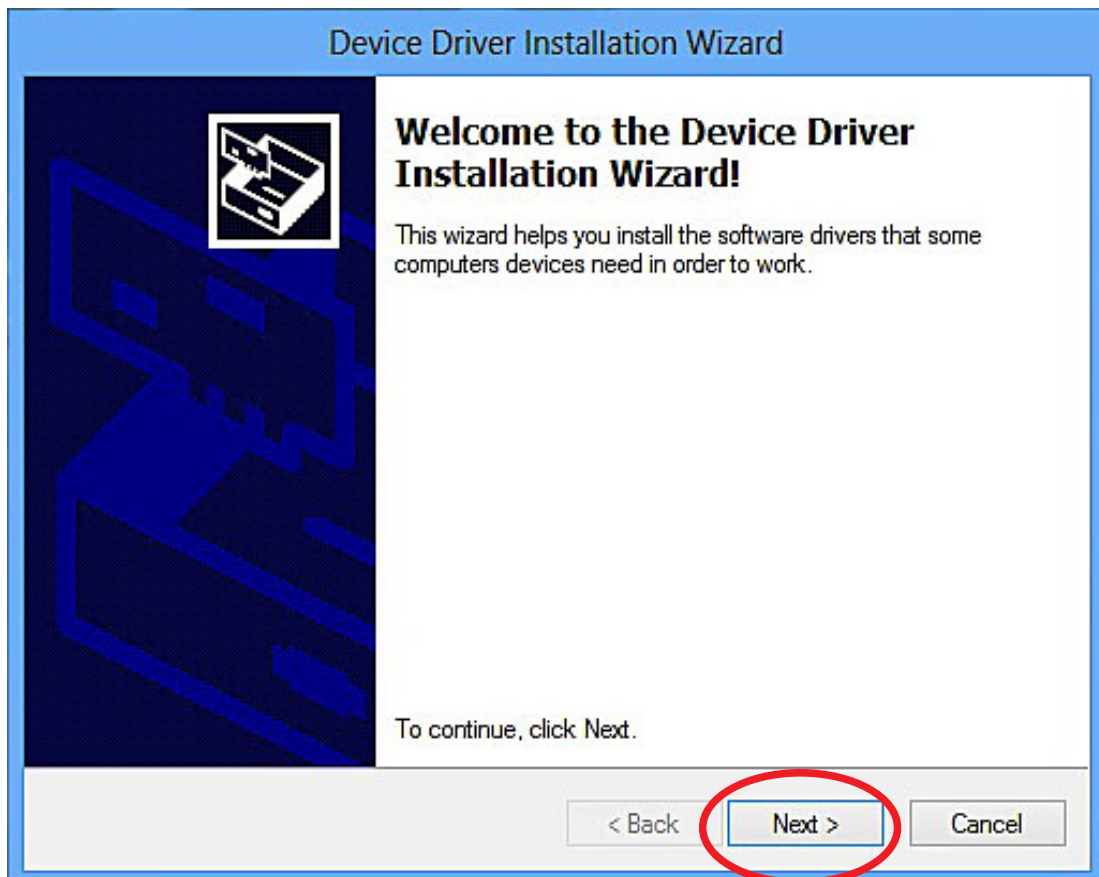 Device Driver Installation Wizard
Welcome to the Device Driver
Installation Wizard!
This wizard helps you install the software drivers that some
computers devices need in order to work.
To continue, click Next.
< Back
Next >
Cancel